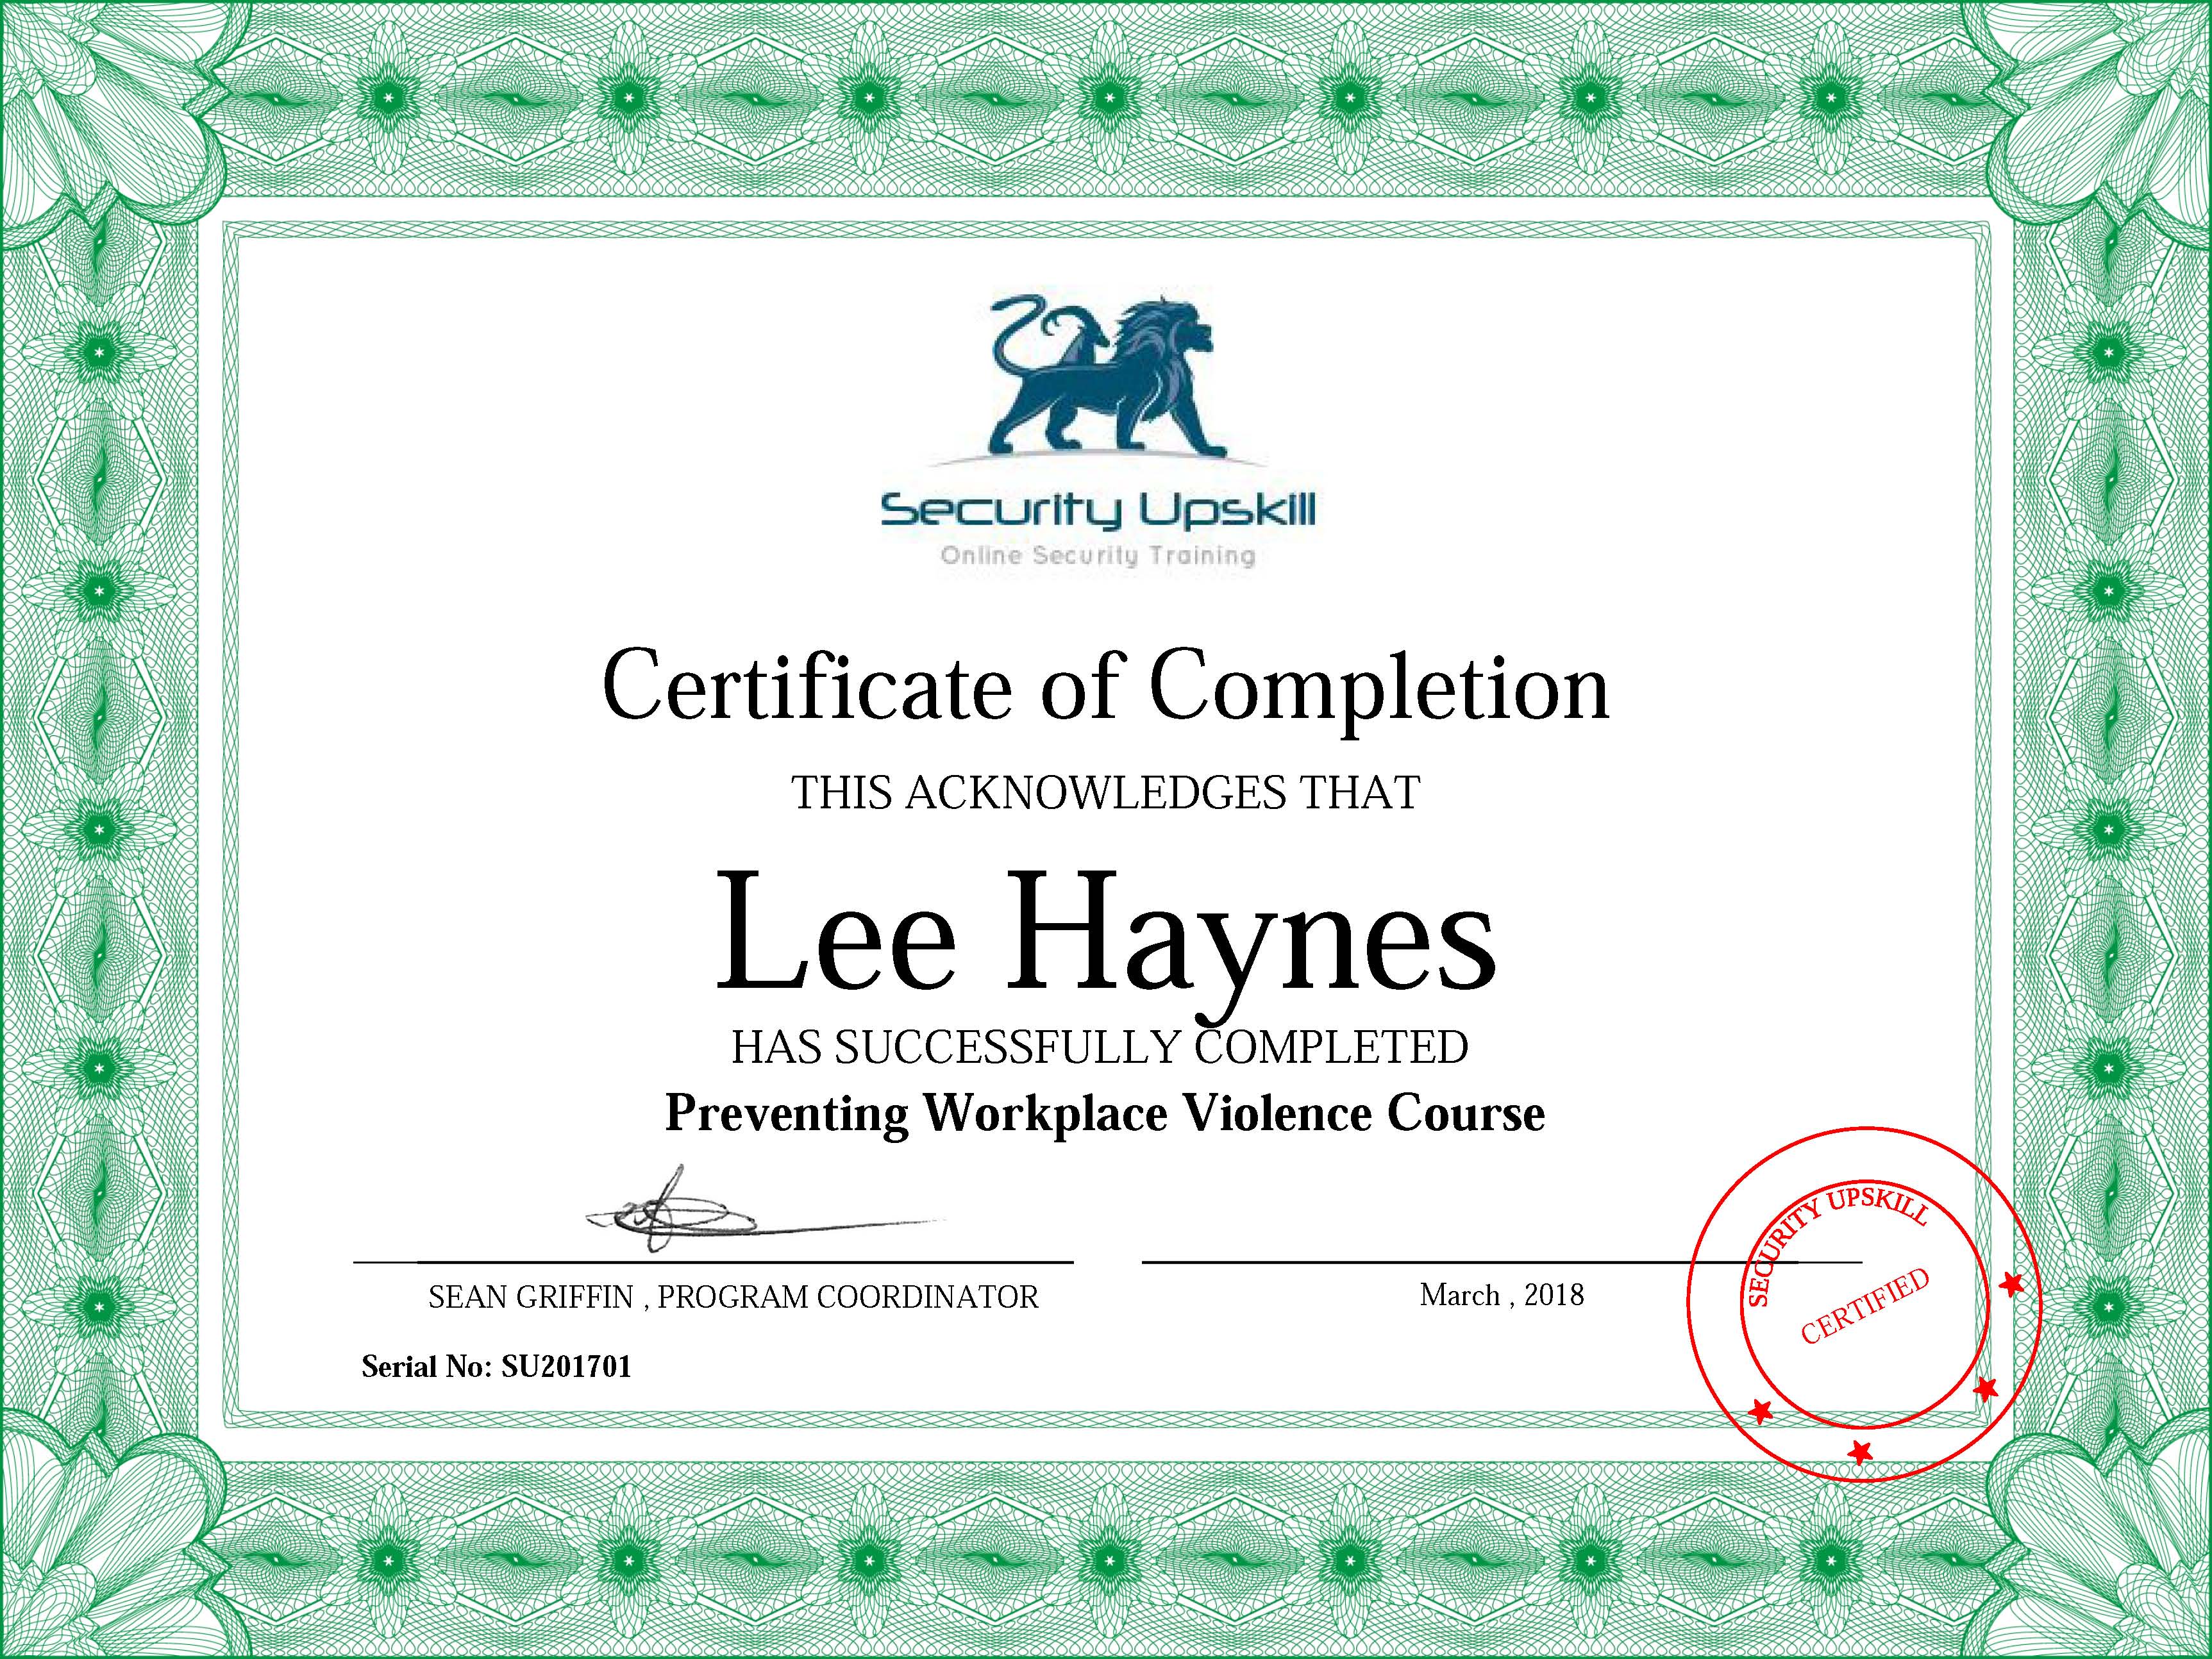 Security Upskill
Online Security Training
Certificate of Completion
THIS ACKNOWLEDGES THAT
Lee Haynes
HAS SUCCESSFULLY COMPLETED
Preventing Workplace Violence Course
SEAN GRIFFIN , PROGRAM COORDINATOR
March , 2018
Serial No: SU201701
SECURITY UPSKILL
CERTIFIED